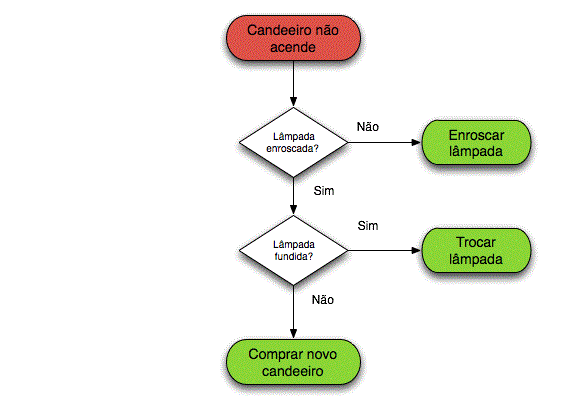 Candeeiro não
acende
Lâmpada
enroscada?
Não
Enroscar
lâmpada
Sim
Lâmpada
fundida?
Sim
Trocar
lâmpada
Não
Comprar novo
candeeiro